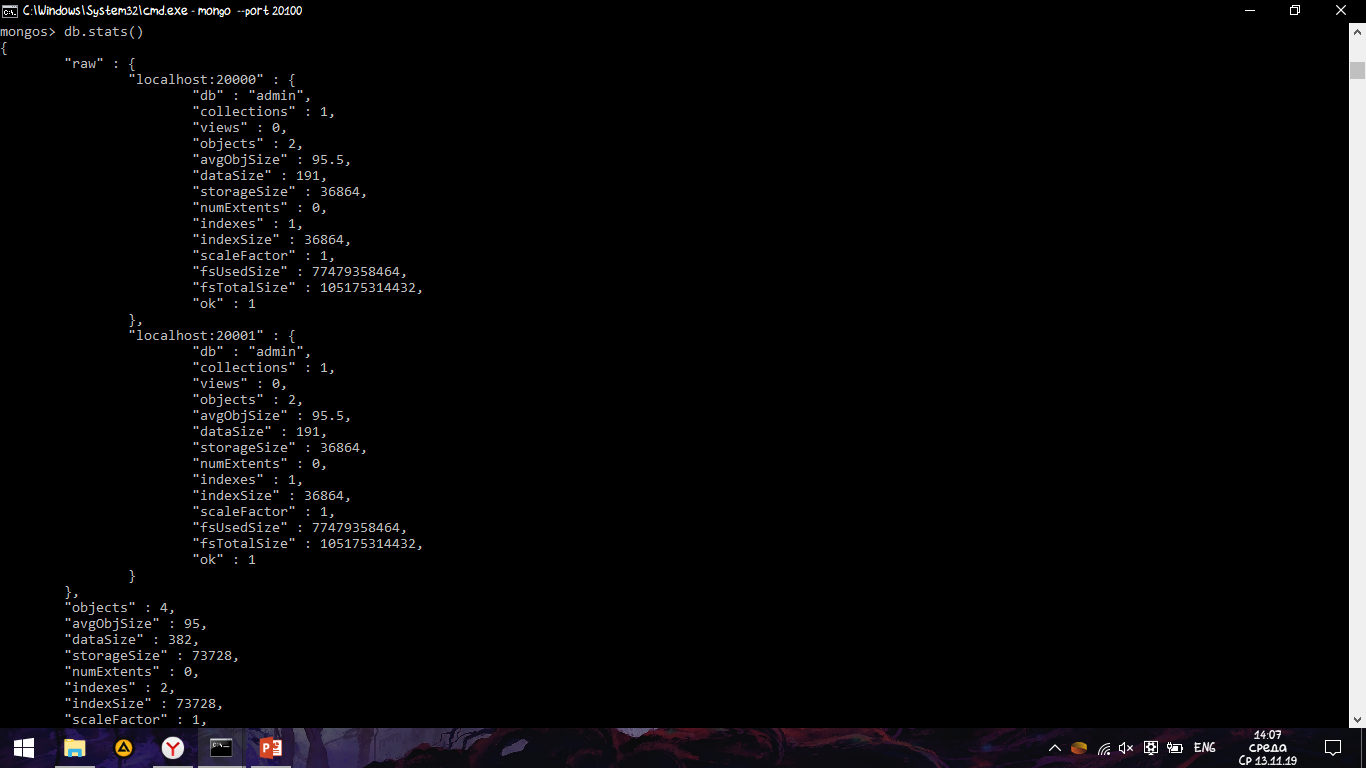 C:\Windows\System32\cmd.exe - mongo --port 20100
mongos> db.stats()
{
"raw" : {
"localhost:20000" : {
"db" : "admin",
"collections" : 1,
"views" : 0,
"objects" : 2,
"avgObjSize" : 95.5,
"dataSize" : 191,
"storageSize" : 36864,
"numExtents" : 0,
"indexes" : 1,
"indexSize" : 36864,
"scaleFactor" : 1,
"fsUsedSize" : 77479358464,
"fsTotalSize" : 105175314432,
"ok" : 1
},
"localhost:20001" : {
"db" : "admin",
"collections" : 1,
"views" : 0,
"objects" : 2,
"avgObjSize" : 95.5,
"dataSize" : 191,
"storageSize" : 36864,
"numExtents" : 0,
"indexes" : 1,
"indexSize" : 36864,
"scaleFactor" : 1,
"fsUsedSize" : 77479358464,
"fsTotalSize" : 105175314432,
"ok" : 1
}
},
"objects" : 4,
"avgObjSize" : 95,
"dataSize" : 382,
"storageSize" : 73728,
"numExtents" : 0,
"indexes" : 2,
"indexSize" : 73728,
"scaleFactor" : 1,
ENG
14:07
среда
Ср 13.11.19